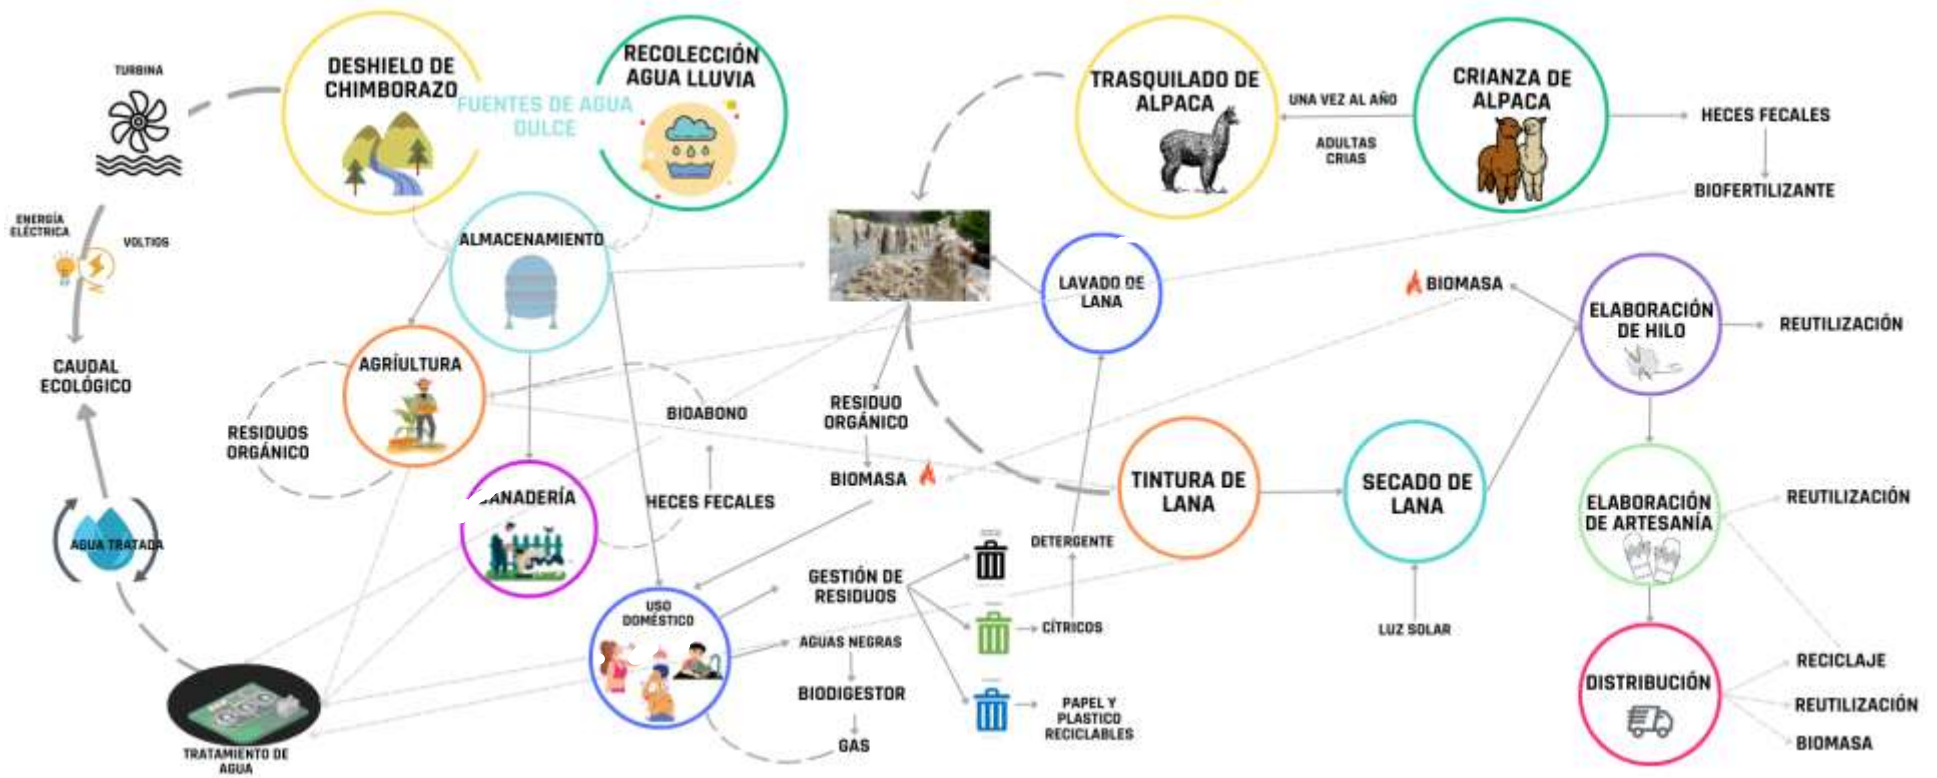 TURBINA
DESHIELO DE
CHIMBORAZO
FUENTES DE AGUA
DULCE
RECOLECCIÓN
AGUA LLUVIA
TRASQUILADO DE
ALPACA
UNA VEZ AL AÑO
ADULTAS
CRIAS
CRIANZA DE
ALPACA
HECES FECALES
BIOFERTILIZANTE
ENERGÍA
ELÉCTRICA
VOLTIOS
ALMACENAMIENTO
LAVADO DE
LANA
BIOMASA
ELABORACIÓN
DE HILO
REUTILIZACIÓN
CAUDAL
ECOLÓGICO
AGRÍULTURA
RESIDUOS
ORGÁNICO
BIOABONO
RESIDUO
ORGÁNICO
BIOMASA
HECES FECALES
GANADERÍA
TINTURA DE
LANA
SECADO DE
LANA
ELABORACIÓN
DE ARTESANÍA
REUTILIZACIÓN
AGUA TRATADA
DETERGENTE
GESTIÓN DE
RESIDUOS
USO
DOMÉSTICO
CÍTRICOS
LUZ SOLAR
AGUAS NEGRAS
BIODIGESTOR
GAS
PAPEL Y
PLASTICO
RECICLABLES
DISTRIBUCIÓN
RECICLAJE
REUTILIZACIÓN
BIOMASA
TRATAMIENTO DE
AGUA